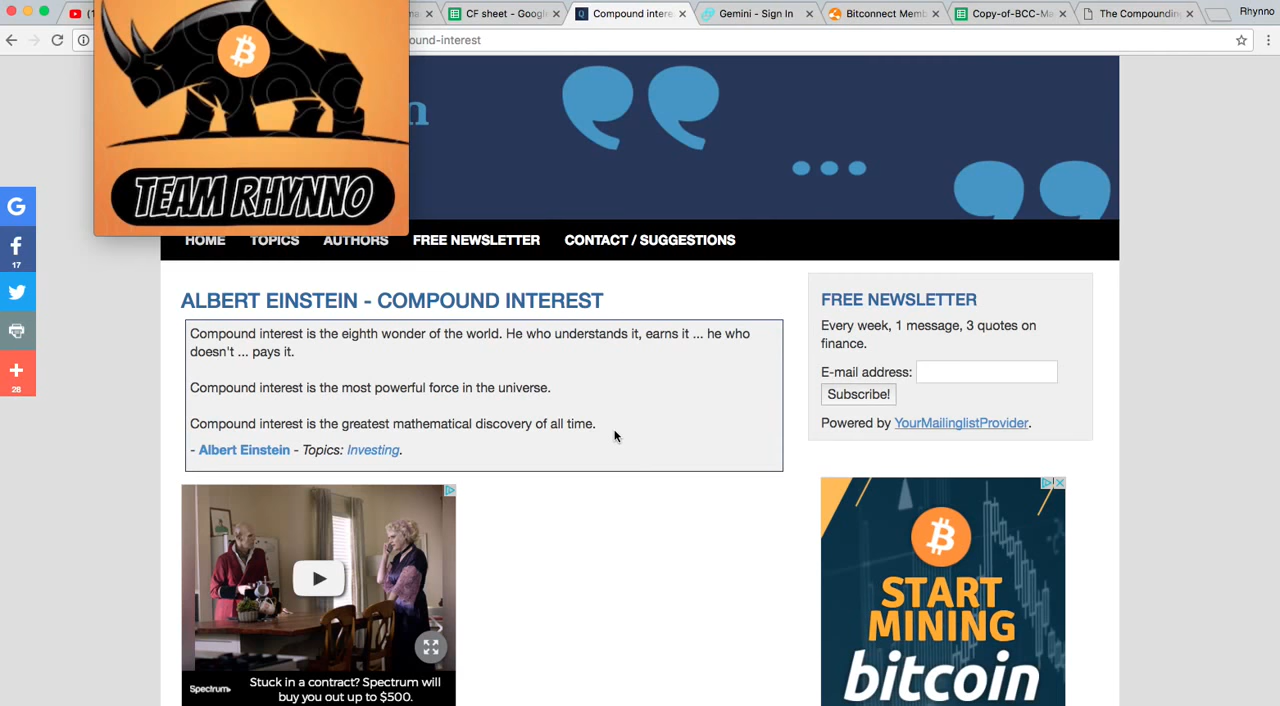 CF sheet - Google
Compound inte
Gemini - Sign In
Bitconnect Mem
Copy-of-BCC-Ma
The Compounding
Rhynno
ound-interest
n
TEAM RHYNNO
HOME TOPICS AUTHORS FREE NEWSLETTER CONTACT / SUGGESTIONS
G
f
17
28
ALBERT EINSTEIN - COMPOUND INTEREST
Compound interest is the eighth wonder of the world. He who understands it, earns it ... he who
doesn't ... pays it.
Compound interest is the most powerful force in the universe.
Compound interest is the greatest mathematical discovery of all time.
- Albert Einstein - Topics: Investing.
FREE NEWSLETTER
Every week, 1 message, 3 quotes on
finance.
E-mail address:
Subscribe!
Powered by YourMailinglistProvider.
Spectrum
Stuck in a contract? Spectrum will
buy you out up to $500.
START
MINING
bitcoin